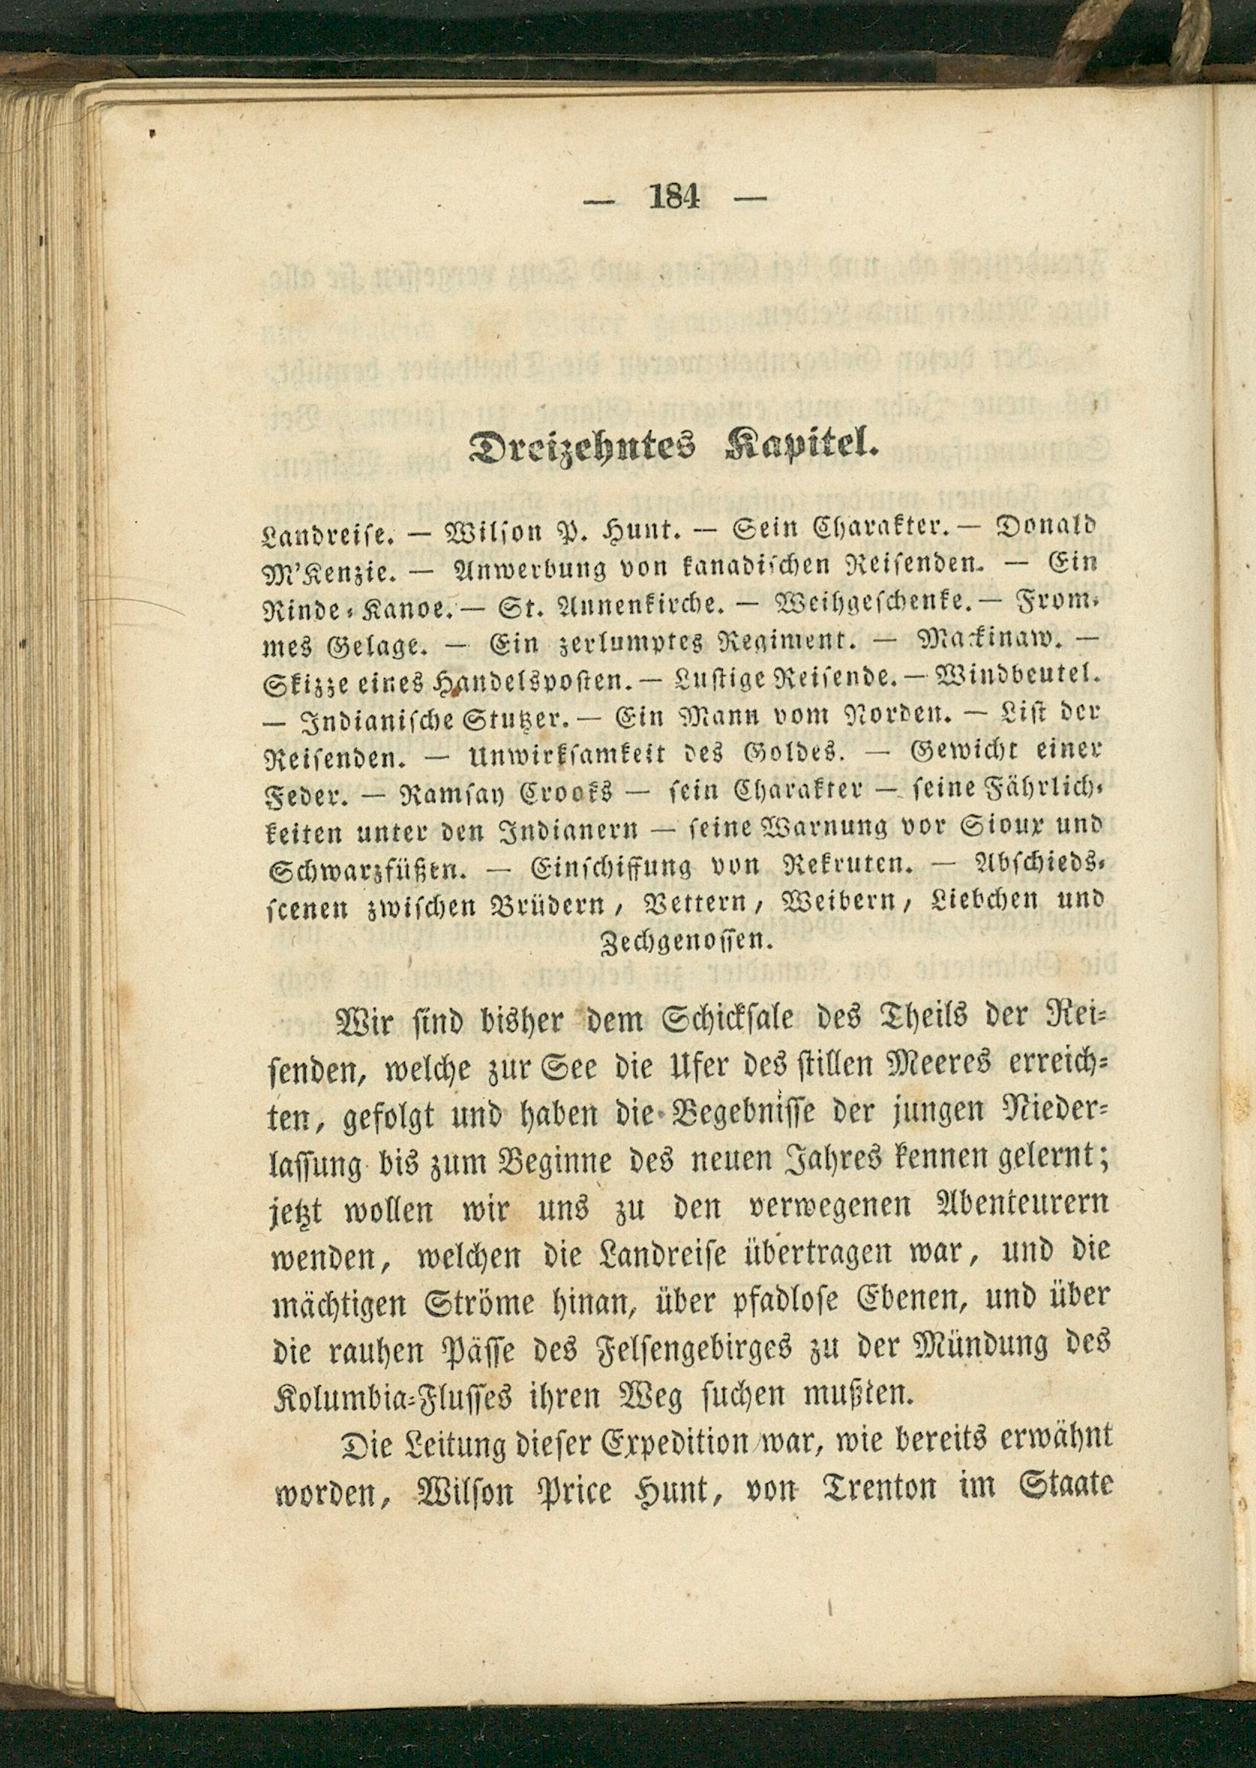 — 184 —
Dreizehntes Kapitel.
Landreise. — Wilson P. Hunt. — Sein Charakter. — Donald
M'Kenzie. — Anwerbung von kanadischen Reisenden. — Ein
Rinde-Kanoe. — St. Annenkirche. — Weihgeschenke. — From-
mes Gelage. — Ein zerlumptes Regiment. — Mackinaw. —
Skizze eines Handelsposten. — Lustige Reisende. — Windbeutel.
— Indianische Stutzer. — Ein Mann vom Norden. — List der
Reisenden. — Unwirksamkeit des Goldes. — Gewicht einer
Feder. — Ramsay Crooks — sein Charakter — seine Fährlich-
keiten unter den Indianern — seine Warnung vor Sioux und
Schwarzfüßen. — Einschiffung von Rekruten. — Abschieds-
scenen zwischen Brüdern, Vettern, Weibern, Liebchen und
Zechgenossen.
Wir sind bisher dem Schicksale des Theils der Rei-
senden, welche zur See die Ufer des stillen Meeres erreich-
ten, gefolgt und haben die Begebnisse der jungen Nieder-
lassung bis zum Beginne des neuen Jahres kennen gelernt;
jetzt wollen wir uns zu den verwegenen Abenteurern
wenden, welchen die Landreise übertragen war, und die
mächtigen Ströme hinan, über pfadlose Ebenen, und über
die rauhen Pässe des Felsengebirges zu der Mündung des
Kolumbia-Flusses ihren Weg suchen mußten.
Die Leitung dieser Expedition war, wie bereits erwähnt
worden, Wilson Price Hunt, von Trenton im Staate